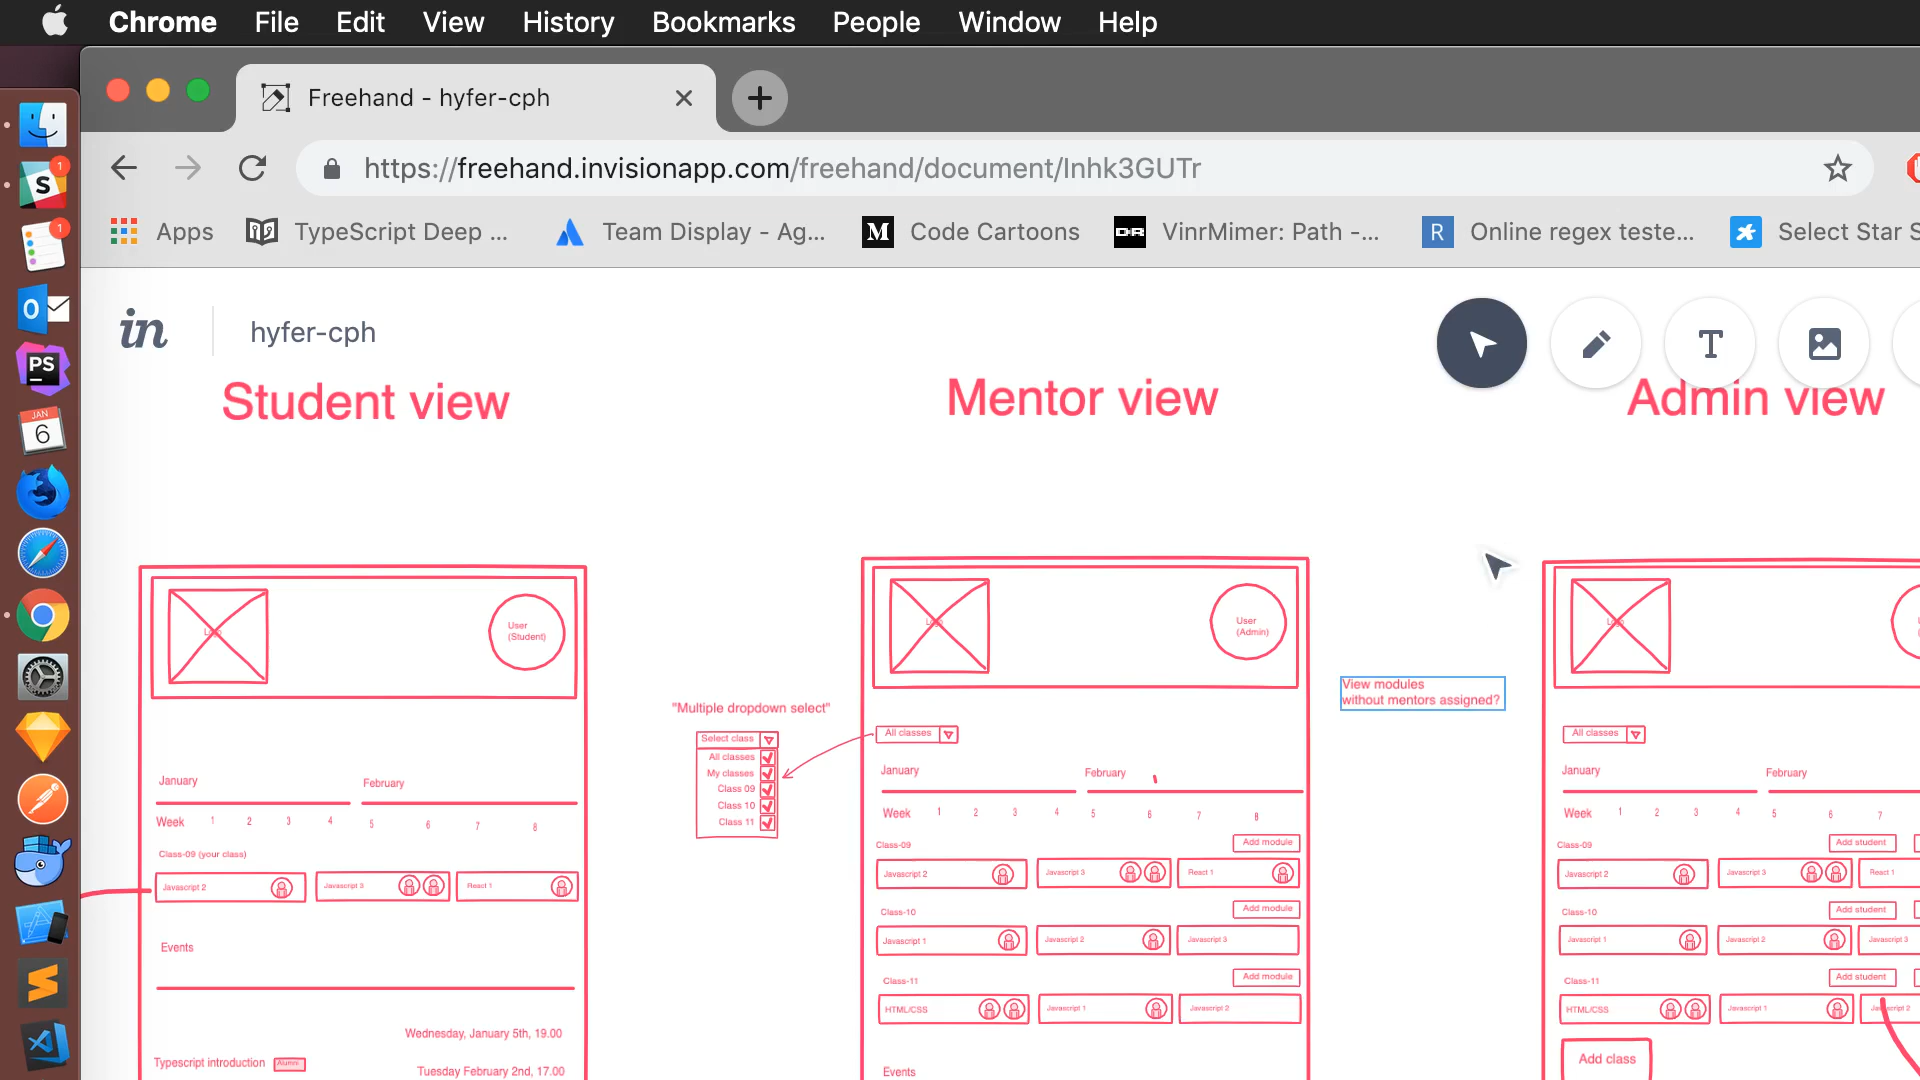 Chrome File Edit View History Bookmarks People Window Help
Freehand - hyfer-cph
https://freehand.invisionapp.com/freehand/document/Inhk3GUTr
Apps TypeScript Deep ... Team Display - Ag... Code Cartoons VinrMimer: Path -... Online regex teste... Select Star S
in hyfer-cph
Student view
User
(Student)
January February
Week 1 2 3 4 5 6 7 8
Class-09 (your class)
Javascript 2 Javascript 3 React 1
Events
Wednesday, January 5th, 19.00
Typescript introduction Alumni
Tuesday February 2nd, 17.00
"Multiple dropdown select"
Select class
All classes
My classes
Class 09
Class 10
Class 11
Mentor view
Logo
User
(Admin)
All classes
January February
Week 1 2 3 4 5 6 7 8
Class-09 Add module
Javascript 2 Javascript 3 React 1
Class-10 Add module
Javascript 1 Javascript 2 Javascript 3
Class-11 Add module
HTML/CSS Javascript 1 Javascript 2
Events
View modules
without mentors assigned?
Admin view
Logo
All classes
January February
Week 1 2 3 4 5 6 7
Class-09 Add student
Javascript 2 Javascript 3 React 1
Class-10 Add student
Javascript 1 Javascript 2 Javascript 3
Class-11 Add student
HTML/CSS Javascript 1
Add class
JAN
6
PS